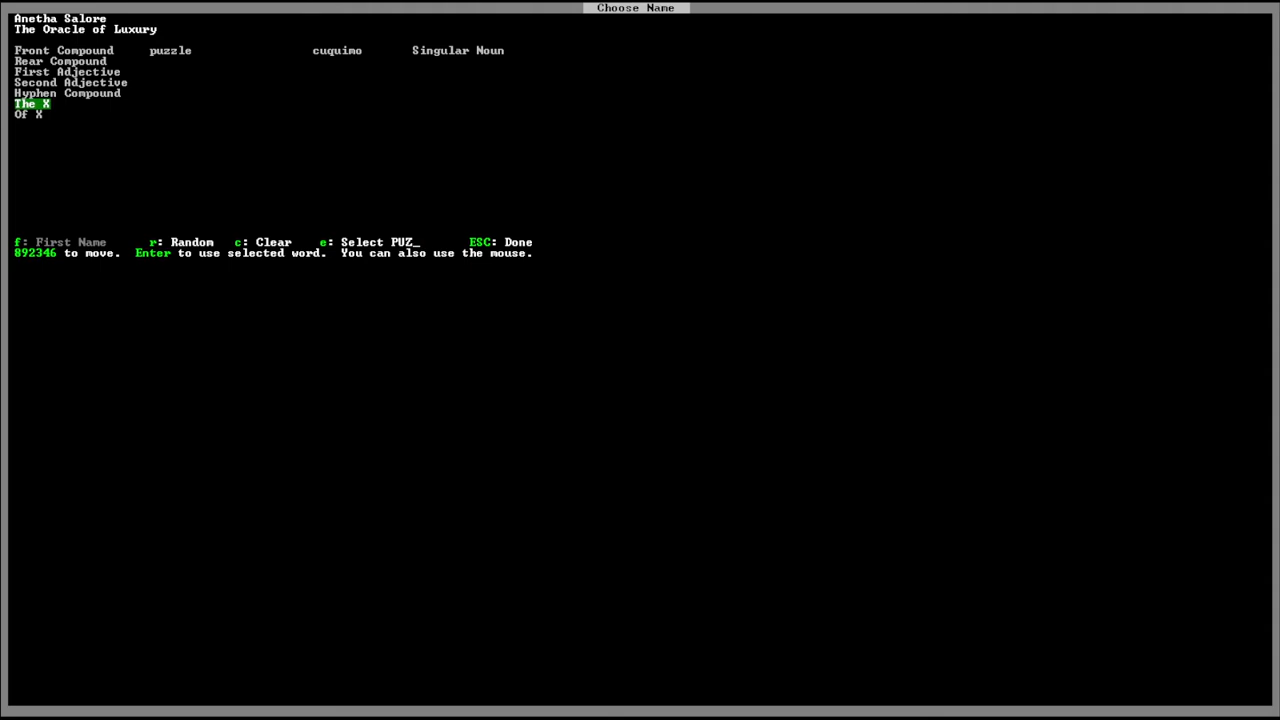 Choose Name
Anetha Salore
The Oracle of Luxury
Front Compound puzzle cuquimo Singular Noun
Rear Compound
First Adjective
Second Adjective
Hyphen Compound
The X
Of X
f: First Name r: Random c: Clear e: Select PUZ_ ESC: Done
892346 to move. Enter to use selected word. You can also use the mouse.